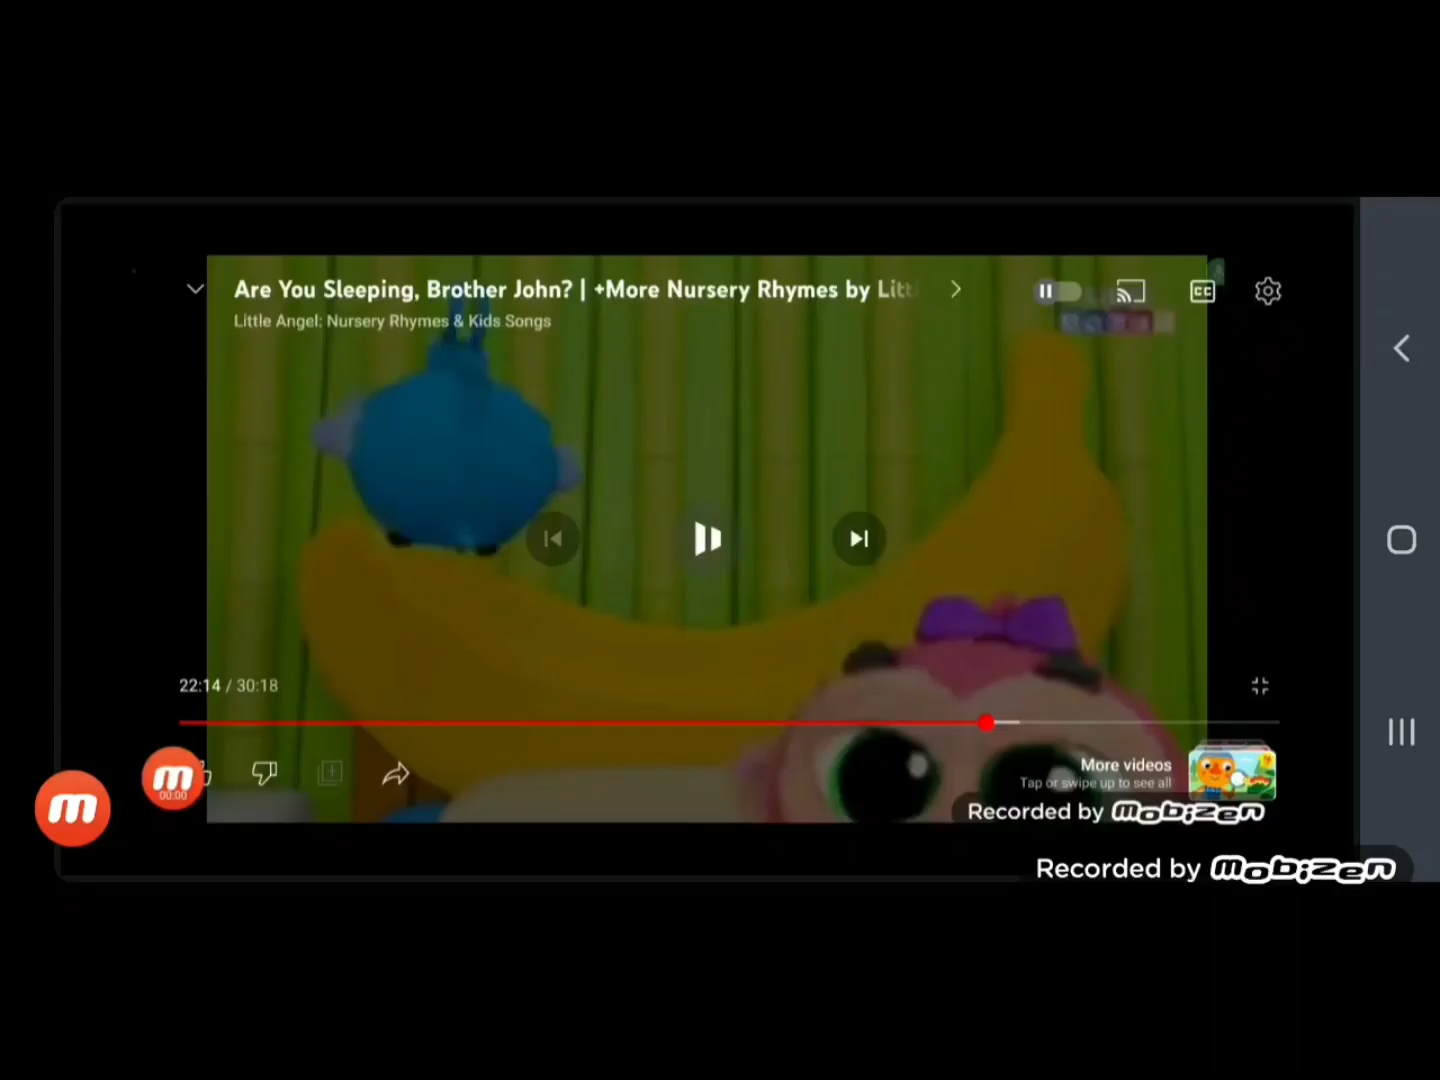 Are You Sleeping, Brother John? | +More Nursery Rhymes by Litt
Little Angel: Nursery Rhymes & Kids Songs
CC
22:14 / 30:18
00:00
More videos
Tap or swipe up to see all
Recorded by mobizen
Recorded by mobizen